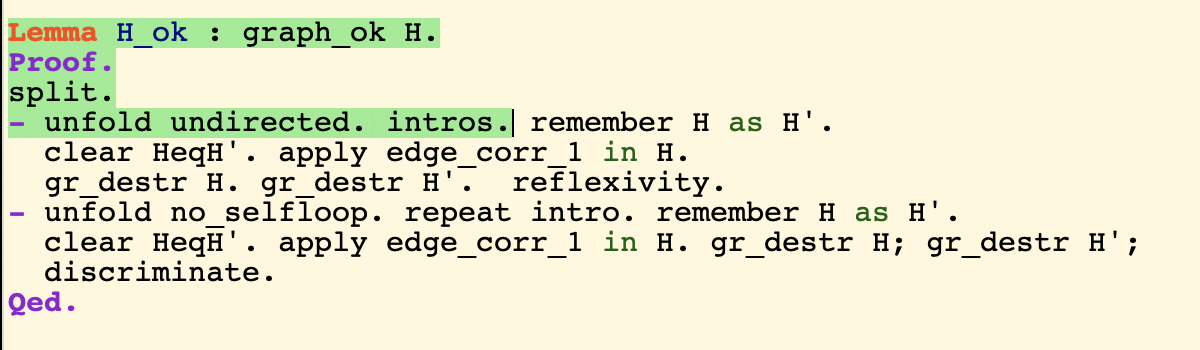 Lemma H_ok : graph_ok H.
Proof.
split.
- unfold undirected. intros. remember H as H'.
  clear HeqH'. apply edge_corr_1 in H.
  gr_destr H. gr_destr H'.  reflexivity.
- unfold no_selfloop. repeat intro. remember H as H'.
  clear HeqH'. apply edge_corr_1 in H. gr_destr H; gr_destr H';
  discriminate.
Qed.